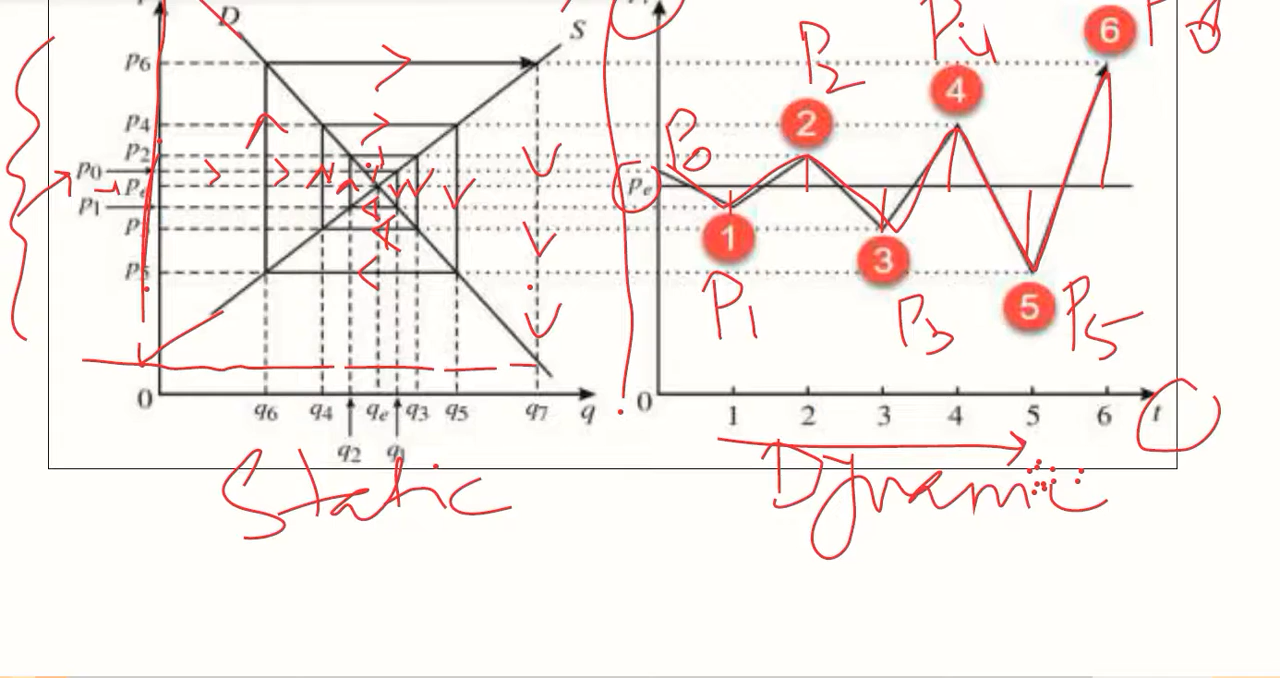 D
S
P6
P4
P2
P0
Pe
P1
P3
P5
0
q6 q4 qe q3 q5 q7 q
q2 q1
Static
Pe
P0
P2
P4
6
4
2
1
3
5
P1
P3
P5
0 1 2 3 4 5 6 t
Dynamic